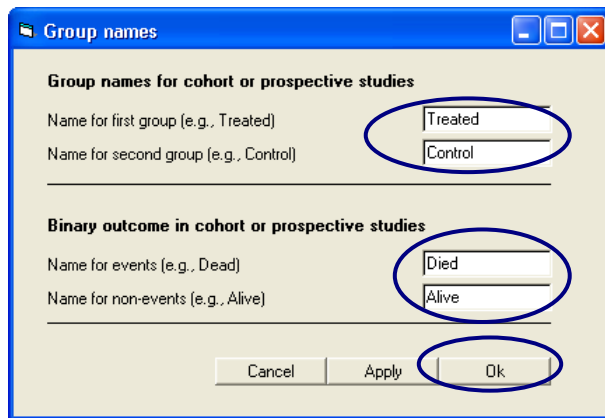 Group names
Group names for cohort or prospective studies
Name for first group (e.g., Treated) Treated
Name for second group (e.g., Control) Control
Binary outcome in cohort or prospective studies
Name for events (e.g., Dead) Died
Name for non-events (e.g., Alive) Alive
Cancel Apply Ok